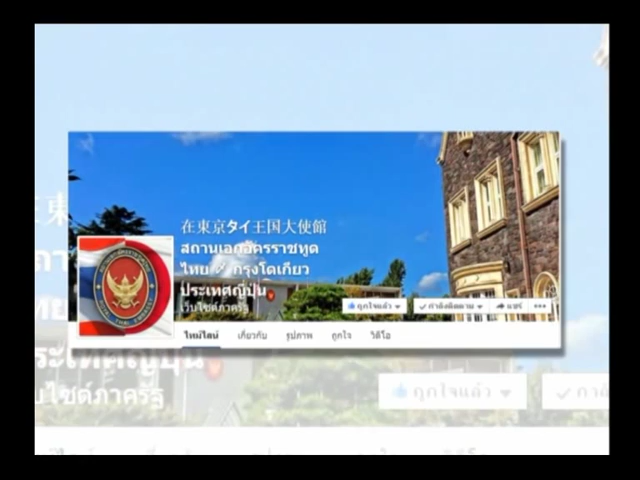 在東京タイ王国大使館
สถานเอกอัครราชทูต
ไทย ณ กรุงโตเกียว
ประเทศญี่ปุ่น
เว็บไซต์ภาครัฐ
ถูกใจแล้ว
กำลังติดตาม
แชร์
ไทม์ไลน์ เกี่ยวกับ รูปภาพ ถูกใจ วิดีโอ
ประเทศญี่ปุ่น
เว็บไซต์ภาครัฐ
ถูกใจแล้ว